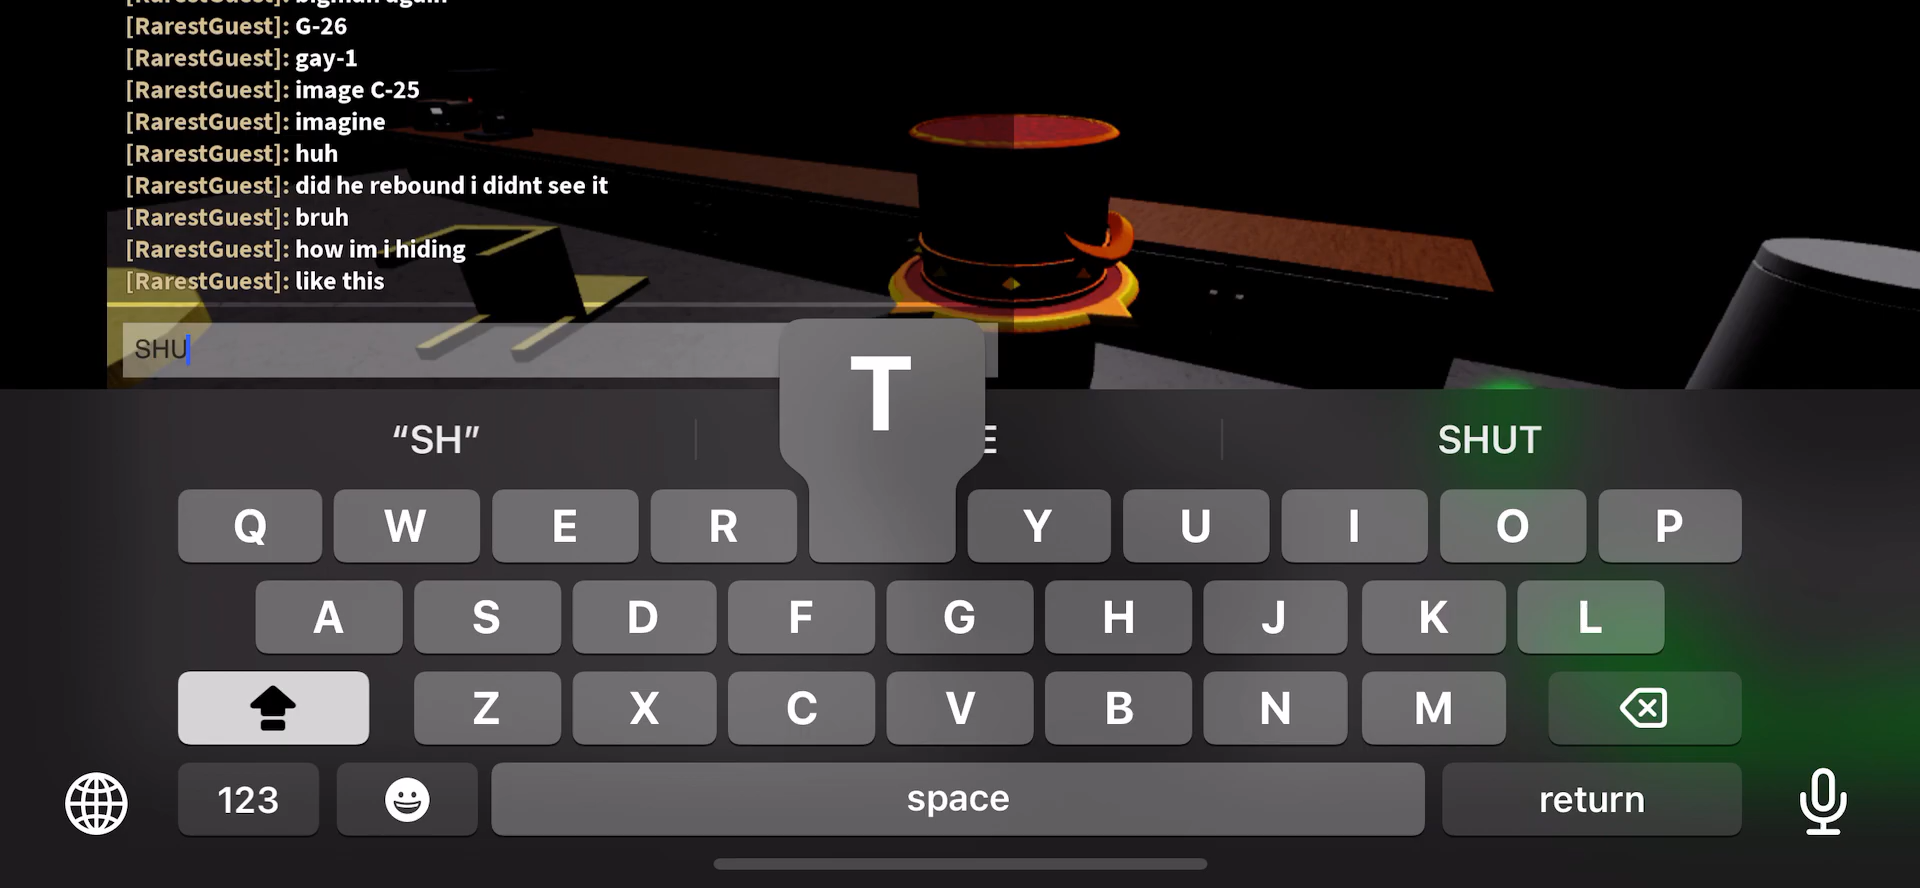 [RarestGuest]: G-26
[RarestGuest]: gay-1
[RarestGuest]: image C-25
[RarestGuest]: imagine
[RarestGuest]: huh
[RarestGuest]: did he rebound i didnt see it
[RarestGuest]: bruh
[RarestGuest]: how im i hiding
[RarestGuest]: like this
SHU
T
“SH” E SHUT
Q W E R Y U I O P
A S D F G H J K L
Z X C V B N M
123 space return